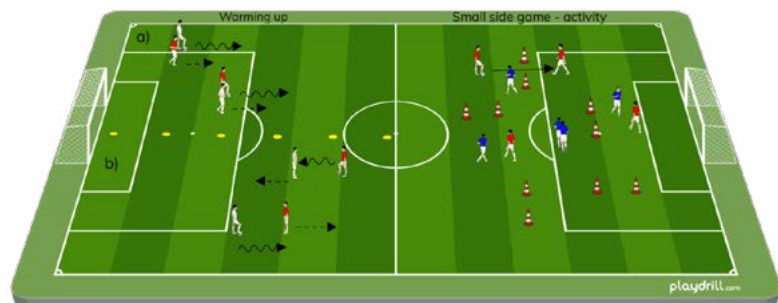 Warming up
Small side game - activity
a)
b)
playdrill.com